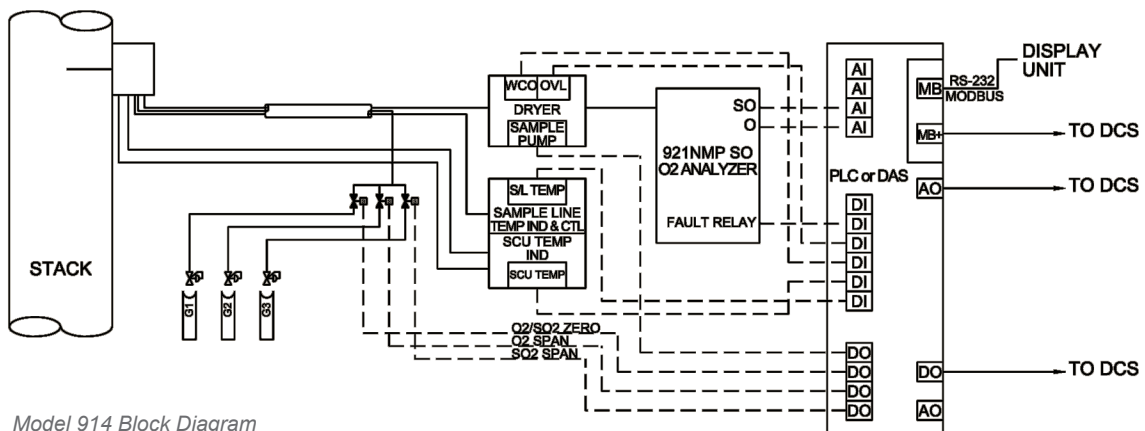 STACK
G1
G2
G3
WCO
OVL
DRYER
SAMPLE
PUMP
S/L TEMP
SAMPLE LINE
TEMP IND & CTL
SCU TEMP
IND
SCU TEMP
O2/SO2 ZERO
O2 SPAN
SO2 SPAN
SO
O
921NMP SO
O2 ANALYZER
FAULT RELAY
AI
AI
AI
AI
PLC or DAS
DI
DI
DI
DI
DI
DI
DO
DO
DO
DO
MB
RS-232
MODBUS
DISPLAY
UNIT
MB+
TO DCS
AO
TO DCS
DO
TO DCS
AO
Model 914 Block Diagram